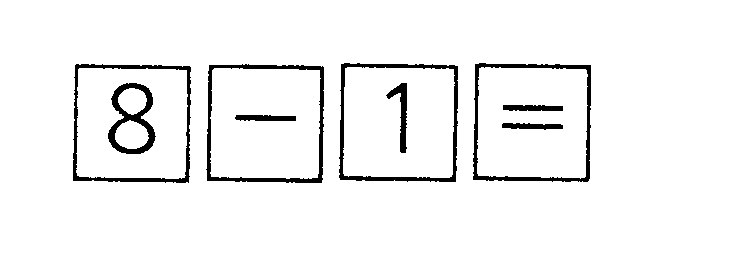 8 − 1 =